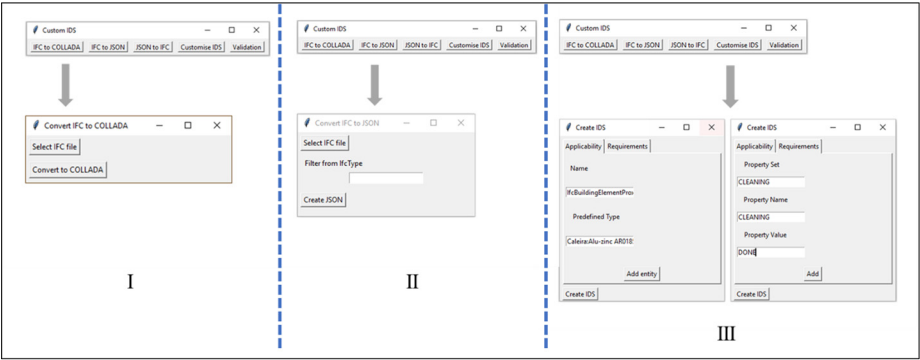 Custom IDS
IFC to COLLADA IFC to JSON JSON to IFC Customise IDS Validation
Convert IFC to COLLADA
Select IFC file
Convert to COLLADA
I
Custom IDS
IFC to COLLADA IFC to JSON JSON to IFC Customise IDS Validation
Convert IFC to JSON
Select IFC file
Filter from IfcType
Create JSON
II
Custom IDS
IFC to COLLADA IFC to JSON JSON to IFC Customise IDS Validation
Create IDS
Applicability Requirements
Name
IfcBuildingElementProx
Predefined Type
Caleira:Alu-zinc AR018:
Add entity
Create IDS
Create IDS
Applicability Requirements
Property Set
CLEANING
Property Name
CLEANING
Property Value
DONE
Add
Create IDS
III